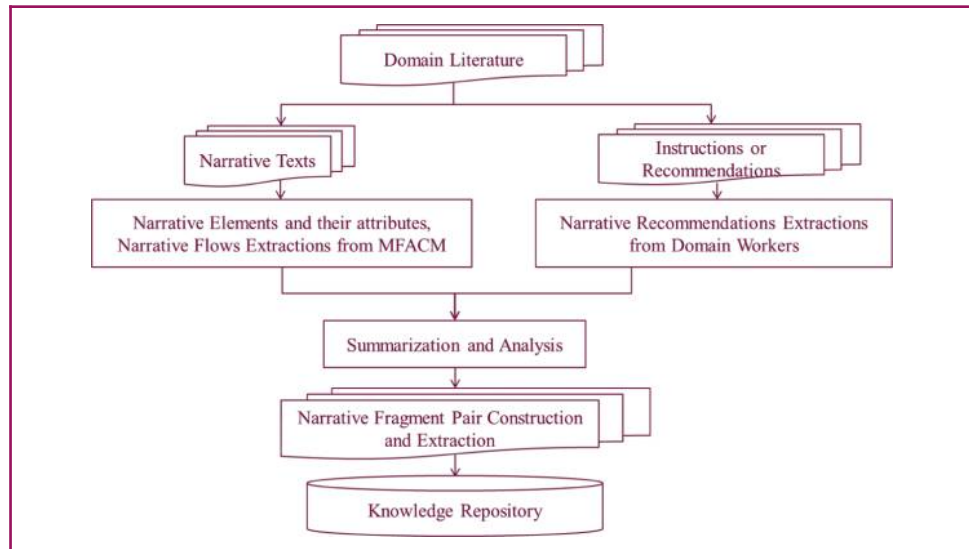 Domain Literature
Narrative Texts
Instructions or
Recommendations
Narrative Elements and their attributes,
Narrative Flows Extractions from MFACM
Narrative Recommendations Extractions
from Domain Workers
Summarization and Analysis
Narrative Fragment Pair Construction
and Extraction
Knowledge Repository